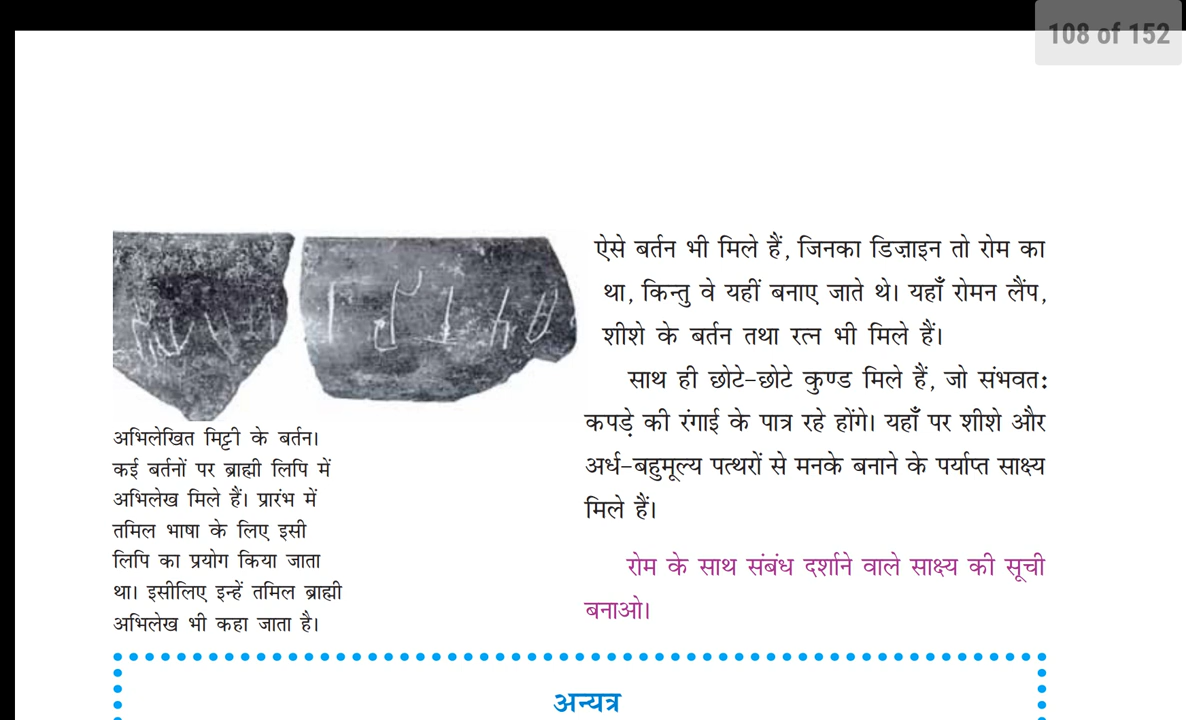 108 of 152
ऐसे बर्तन भी मिले हैं, जिनका डिज़ाइन तो रोम का
था, किन्तु वे यहीं बनाए जाते थे। यहाँ रोमन लैंप,
शीशे के बर्तन तथा रत्न भी मिले हैं।
साथ ही छोटे-छोटे कुण्ड मिले हैं, जो संभवत:
कपड़े की रंगाई के पात्र रहे होंगे। यहाँ पर शीशे और
अर्ध-बहुमूल्य पत्थरों से मनके बनाने के पर्याप्त साक्ष्य
मिले हैं।
रोम के साथ संबंध दर्शाने वाले साक्ष्य की सूची
बनाओ।
अभिलेखित मिट्टी के बर्तन।
कई बर्तनों पर ब्राह्मी लिपि में
अभिलेख मिले हैं। प्रारंभ में
तमिल भाषा के लिए इसी
लिपि का प्रयोग किया जाता
था। इसीलिए इन्हें तमिल ब्राह्मी
अभिलेख भी कहा जाता है।
अन्यत्र